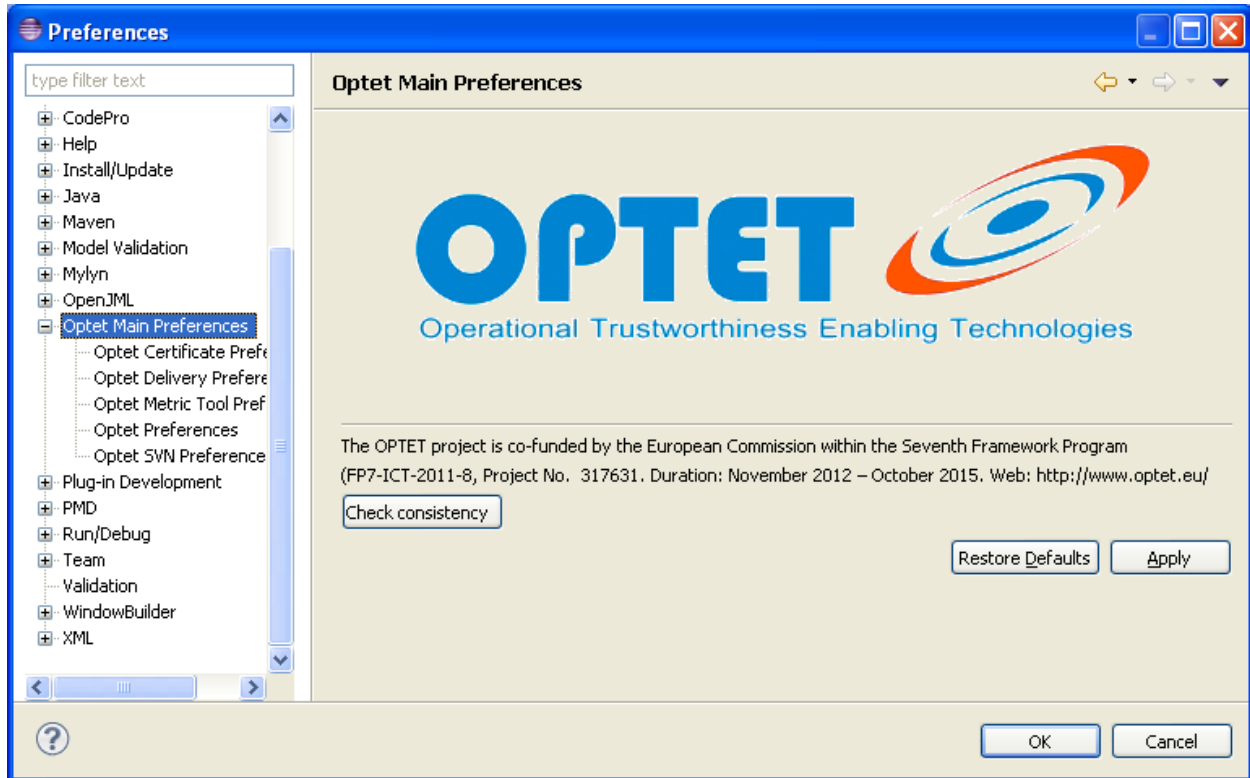 Preferences
type filter text
CodePro
Help
Install/Update
Java
Maven
Model Validation
Mylyn
OpenJML
Optet Main Preferences
Optet Certificate Prefe
Optet Delivery Prefere
Optet Metric Tool Pref
Optet Preferences
Optet SVN Preference
Plug-in Development
PMD
Run/Debug
Team
Validation
WindowBuilder
XML
Optet Main Preferences
OPTET
Operational Trustworthiness Enabling Technologies
The OPTET project is co-funded by the European Commission within the Seventh Framework Program
(FP7-ICT-2011-8, Project No. 317631. Duration: November 2012 – October 2015. Web: http://www.optet.eu/
Check consistency
Restore Defaults
Apply
?
OK
Cancel